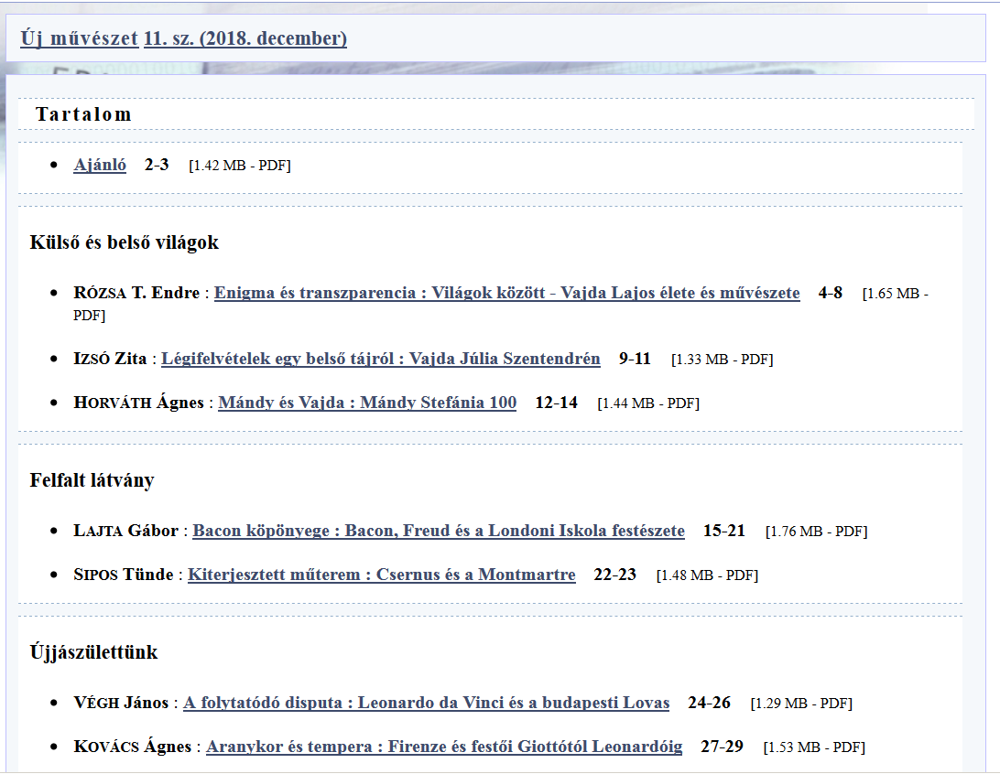 Új művészet 11. sz. (2018. december)
Tartalom
Ajánló 2-3 [1.42 MB - PDF]
Külső és belső világok
RÓZSA T. Endre : Enigma és transzparencia : Világok között - Vajda Lajos élete és művészete 4-8 [1.65 MB -
PDF]
IZSÓ Zita : Légifelvételek egy belső tájról : Vajda Júlia Szentendrén 9-11 [1.33 MB - PDF]
HORVÁTH Ágnes : Mándy és Vajda : Mándy Stefánia 100 12-14 [1.44 MB - PDF]
Felfalt látvány
LAJTA Gábor : Bacon köpönyege : Bacon, Freud és a Londoni Iskola festészete 15-21 [1.76 MB - PDF]
SIPOS Tünde : Kiterjesztett műterem : Csernus és a Montmartre 22-23 [1.48 MB - PDF]
Újjászülettünk
VÉGH János : A folytatódó disputa : Leonardo da Vinci és a budapesti Lovas 24-26 [1.29 MB - PDF]
KOVÁCS Ágnes : Aranykor és tempera : Firenze és festői Giottótól Leonardóig 27-29 [1.53 MB - PDF]